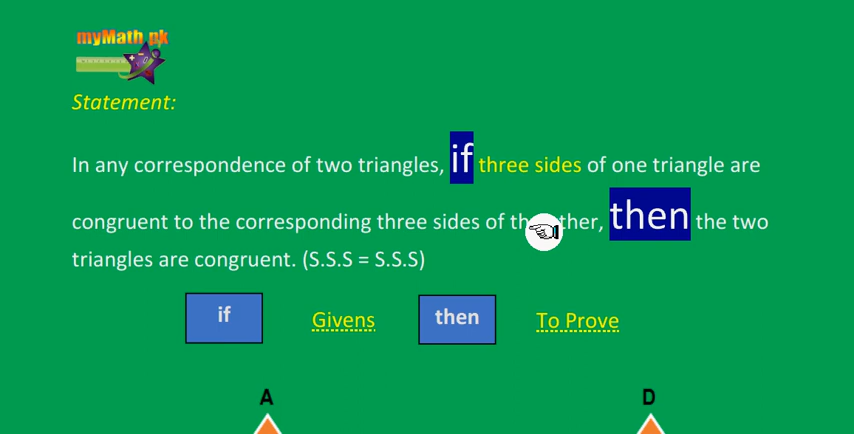 myMath.pk
Statement:
In any correspondence of two triangles, if three sides of one triangle are
congruent to the corresponding three sides of the other, then the two
triangles are congruent. (S.S.S = S.S.S)
if Givens then To Prove
A D